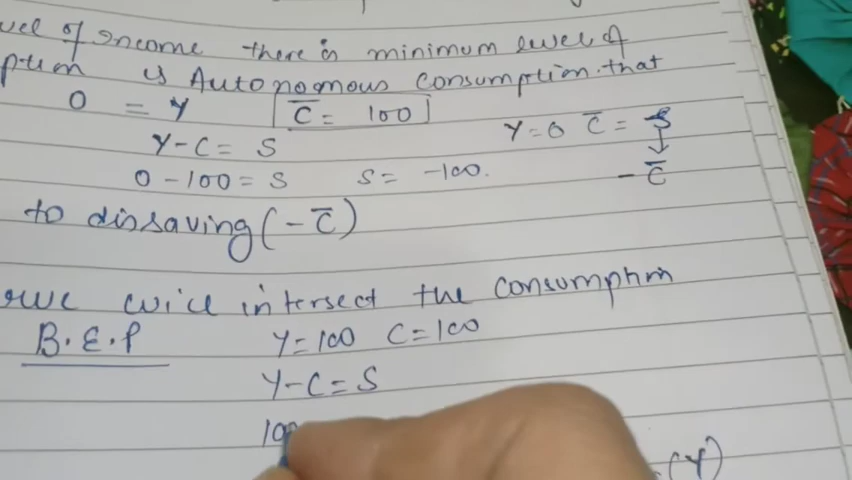 of income there is minimum level of
is Autonomous consumption. that
0 = Y C̅ = 100 Y=0 C̅ = -S
Y-C= S ↓
0-100=S S= -100. - C̅
to dissaving (-C̅)
will intersect the consumption
B.E.P Y=100 C=100
Y-C=S
10
(Y)